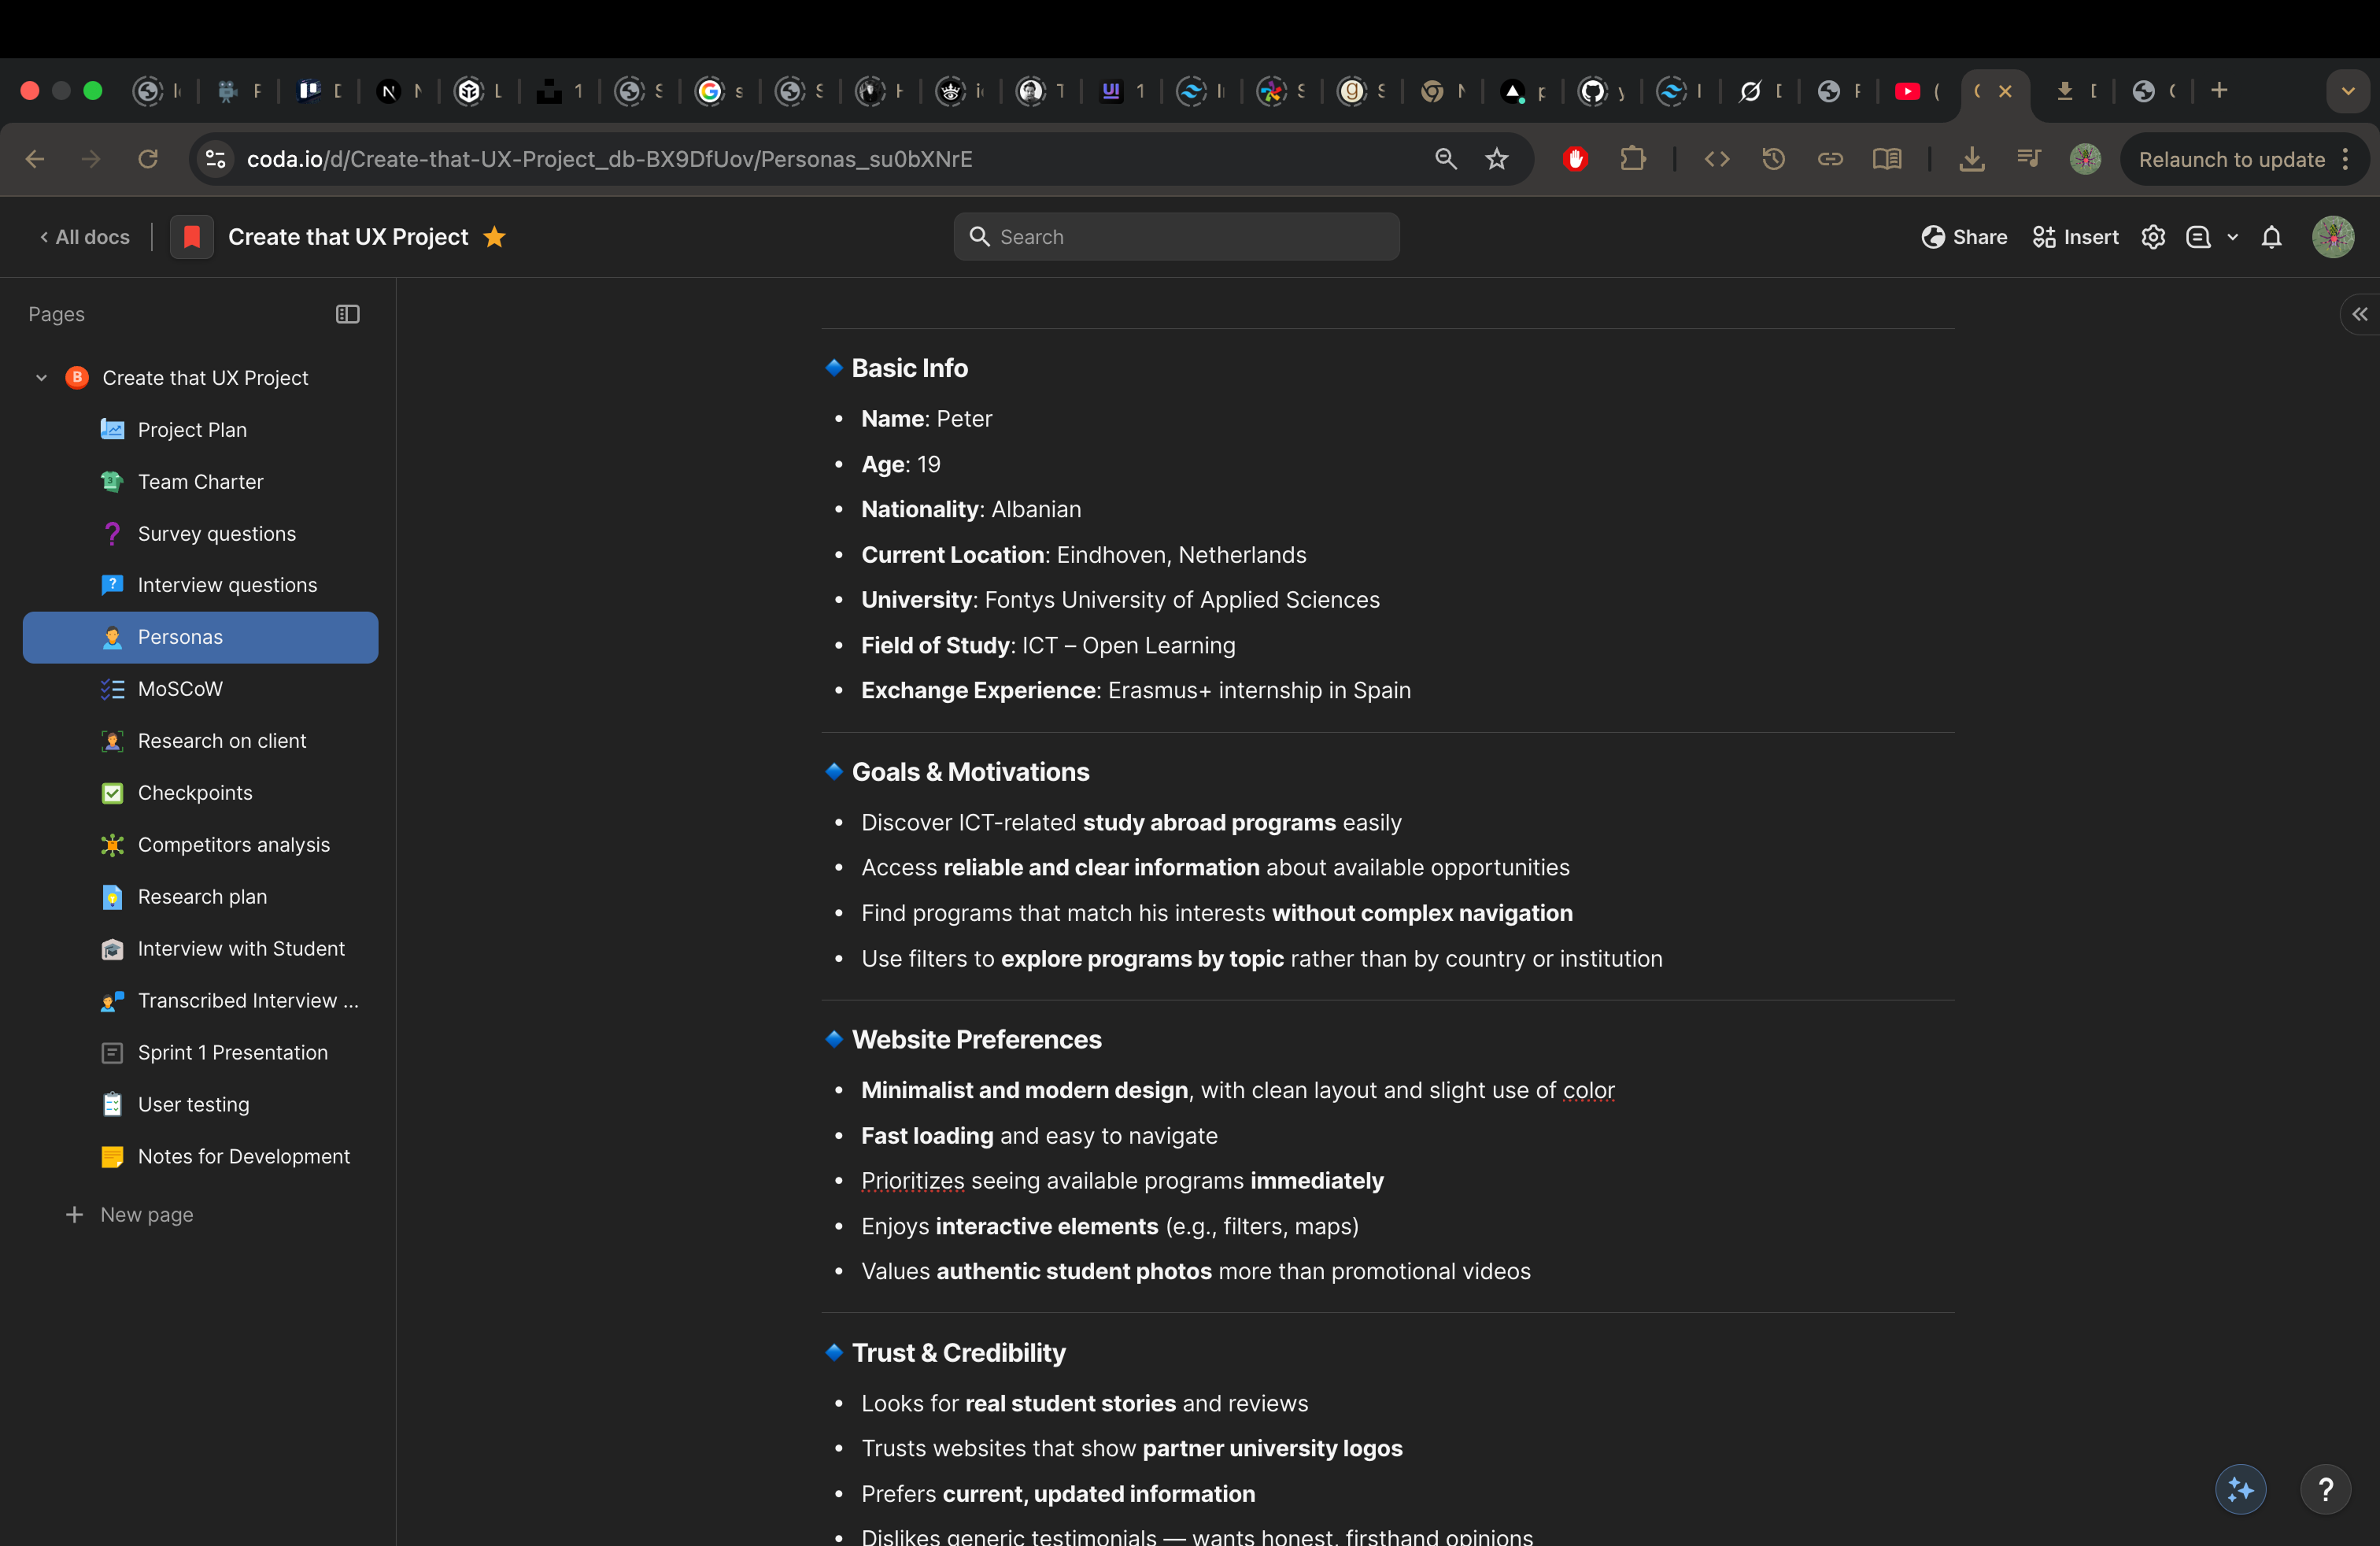 coda.io/d/Create-that-UX-Project_db-BX9DfUov/Personas_su0bXNrE
Relaunch to update
All docs
Create that UX Project
Search
Share
Insert
Pages
Create that UX Project
Project Plan
Team Charter
Survey questions
Interview questions
Personas
MoSCoW
Research on client
Checkpoints
Competitors analysis
Research plan
Interview with Student
Transcribed Interview ...
Sprint 1 Presentation
User testing
Notes for Development
New page
Basic Info
Name: Peter
Age: 19
Nationality: Albanian
Current Location: Eindhoven, Netherlands
University: Fontys University of Applied Sciences
Field of Study: ICT – Open Learning
Exchange Experience: Erasmus+ internship in Spain
Goals & Motivations
Discover ICT-related study abroad programs easily
Access reliable and clear information about available opportunities
Find programs that match his interests without complex navigation
Use filters to explore programs by topic rather than by country or institution
Website Preferences
Minimalist and modern design, with clean layout and slight use of color
Fast loading and easy to navigate
Prioritizes seeing available programs immediately
Enjoys interactive elements (e.g., filters, maps)
Values authentic student photos more than promotional videos
Trust & Credibility
Looks for real student stories and reviews
Trusts websites that show partner university logos
Prefers current, updated information
Dislikes generic testimonials — wants honest, firsthand opinions